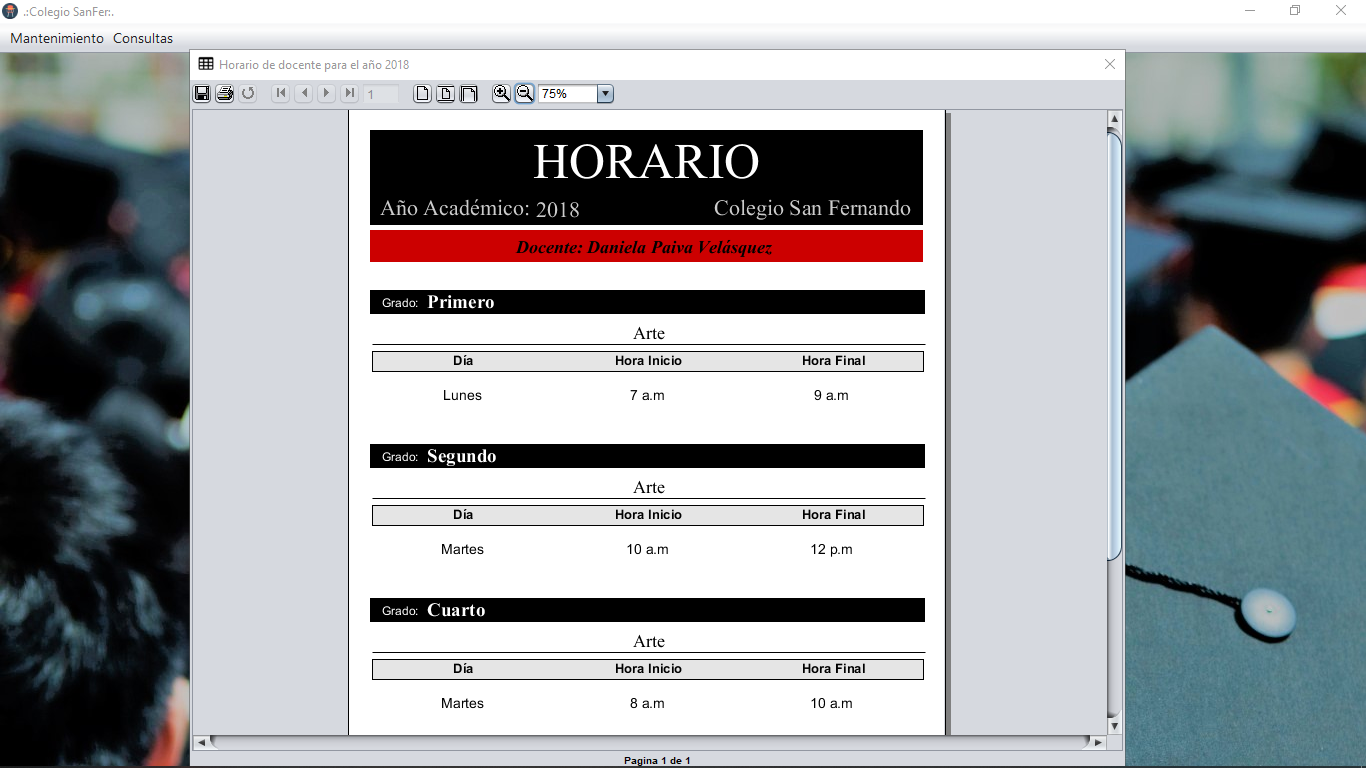 .:Colegio SanFer:.
Mantenimiento Consultas
Horario de docente para el año 2018
1 75%
HORARIO
Año Académico: 2018 Colegio San Fernando
Docente: Daniela Paiva Velásquez
Grado: Primero
Arte
Día Hora Inicio Hora Final
Lunes 7 a.m 9 a.m
Grado: Segundo
Arte
Día Hora Inicio Hora Final
Martes 10 a.m 12 p.m
Grado: Cuarto
Arte
Día Hora Inicio Hora Final
Martes 8 a.m 10 a.m
Pagina 1 de 1